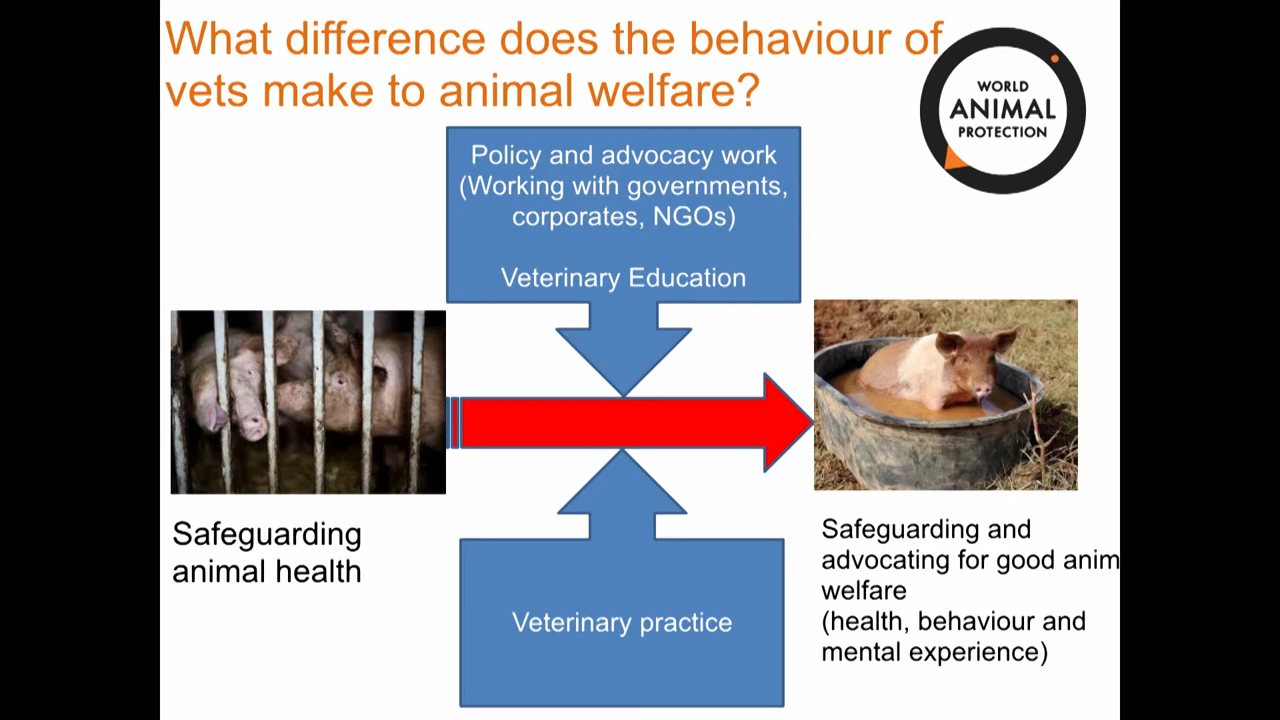 What difference does the behaviour of
vets make to animal welfare?
WORLD
ANIMAL
PROTECTION
Policy and advocacy work
(Working with governments,
corporates, NGOs)
Veterinary Education
Safeguarding
animal health
Veterinary practice
Safeguarding and
advocating for good anim
welfare
(health, behaviour and
mental experience)